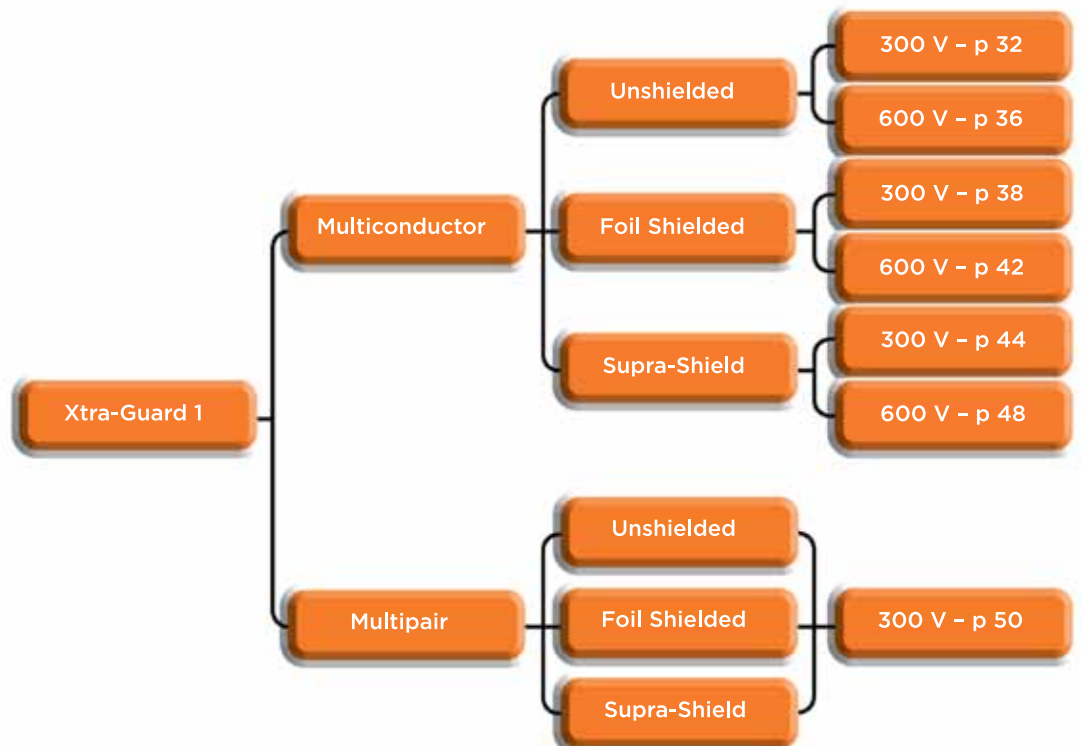 300 V – p 32
Unshielded
600 V – p 36
300 V – p 38
Multiconductor
Foil Shielded
600 V – p 42
300 V – p 44
Supra-Shield
600 V – p 48
Xtra-Guard 1
Unshielded
Multipair
Foil Shielded
300 V – p 50
Supra-Shield